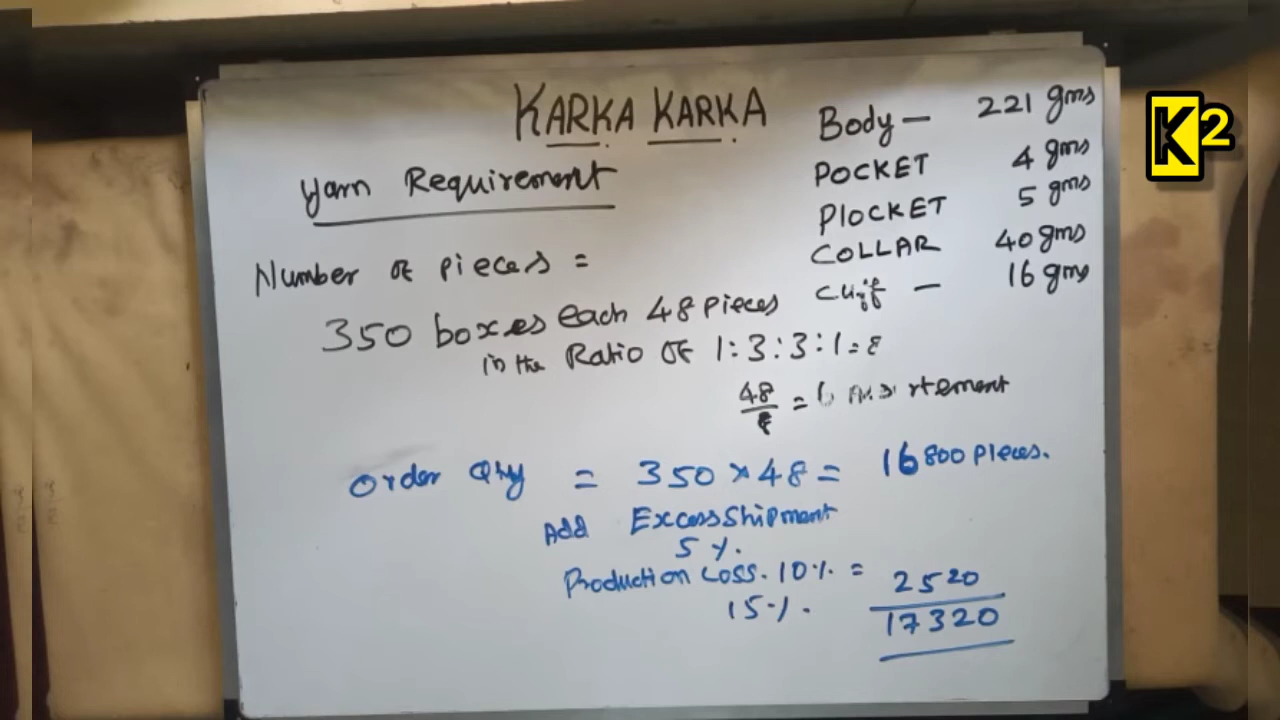 KARKA KARKA
Yarn Requirement
Body — 221 gms
POCKET 4 gms
PLOCKET 5 gms
COLLAR 40 gms
Cuff — 16 gms
Number of pieces =
350 boxes each 48 pieces
in the Ratio of 1:3:3:1 = 8
48/8 = 6
Order Qty = 350 × 48 = 16800 Pieces.
Add Excess Shipment
5 %.
Production Loss. 10% = 2520
15%. 17320
K2